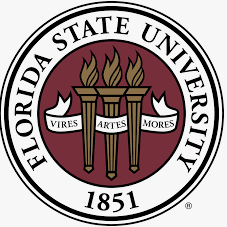 FLORIDA STATE UNIVERSITY
VIRES ARTES MORES
1851
®